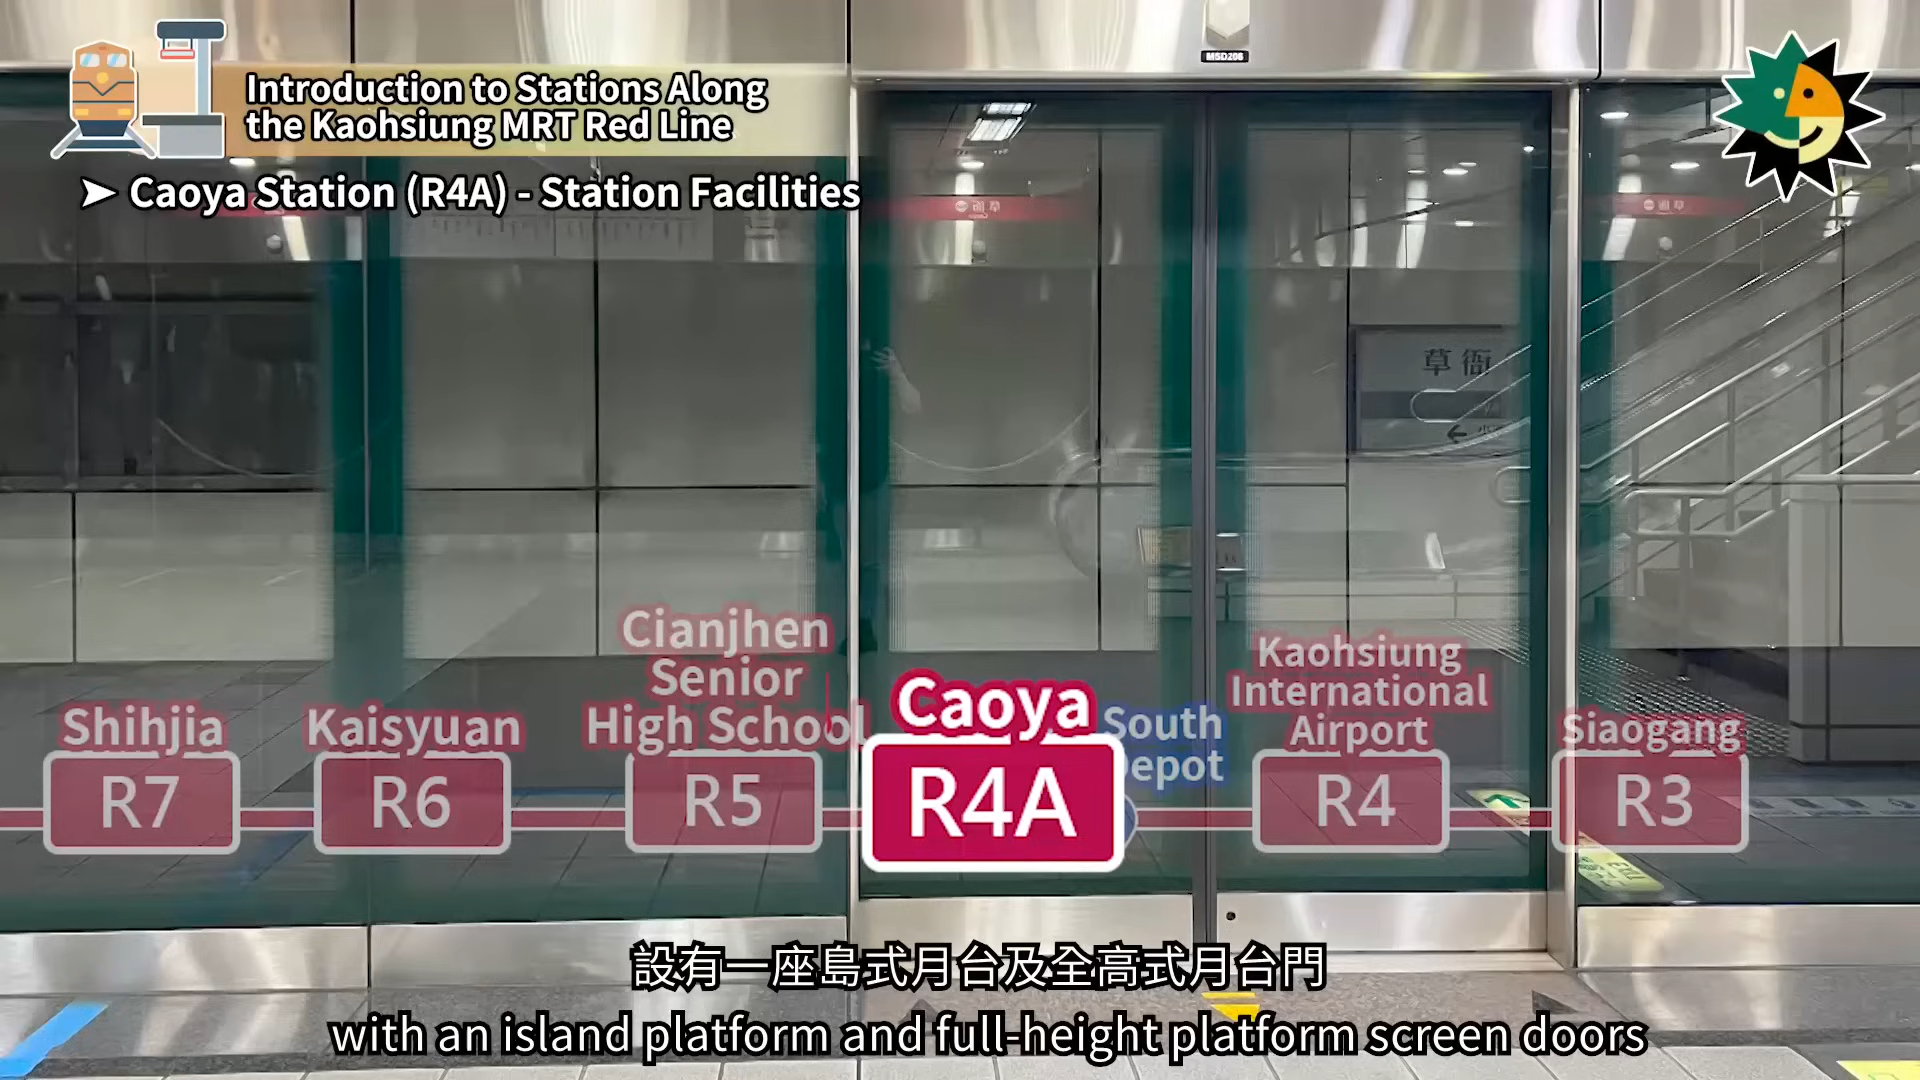 MSD206
Introduction to Stations Along
the Kaohsiung MRT Red Line
➤ Caoya Station (R4A) - Station Facilities
草衙
Shihjia
R7
Kaisyuan
R6
Cianjhen
Senior
High School
R5
Caoya
R4A
South
epot
Kaohsiung
International
Airport
R4
Siaogang
R3
設有一座島式月台及全高式月台門
with an island platform and full-height platform screen doors